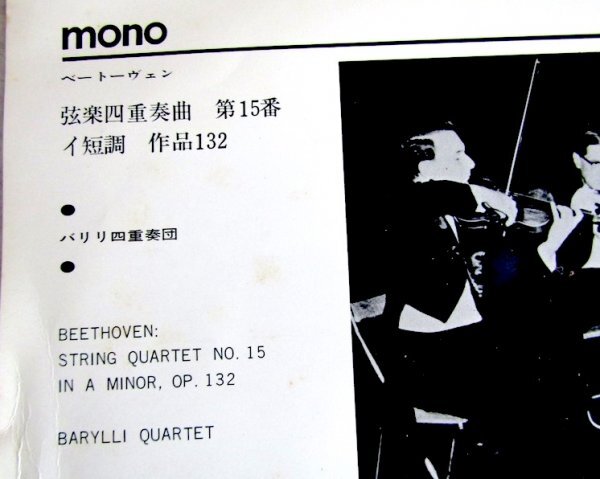 mono
ベートーヴェン
弦楽四重奏曲　第15番
イ短調　作品132
バリリ四重奏団
BEETHOVEN:
STRING QUARTET NO. 15
IN A MINOR, OP. 132
BARYLLI QUARTET